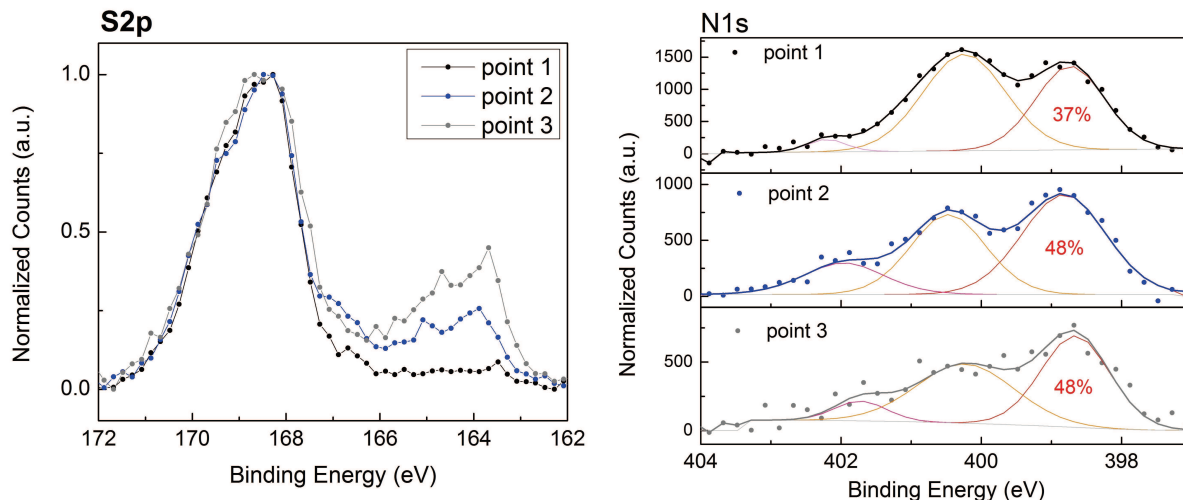 S2p
Normalized Counts (a.u.)
1.0
0.5
0.0
point 1
point 2
point 3
172 170 168 166 164 162
Binding Energy (eV)
N1s
Normalized Counts (a.u.)
1500
1000
500
0
point 1
37%
1000
500
0
point 2
48%
Normalized Counts (a.u.)
500
0
point 3
48%
404 402 400 398
Binding Energy (eV)